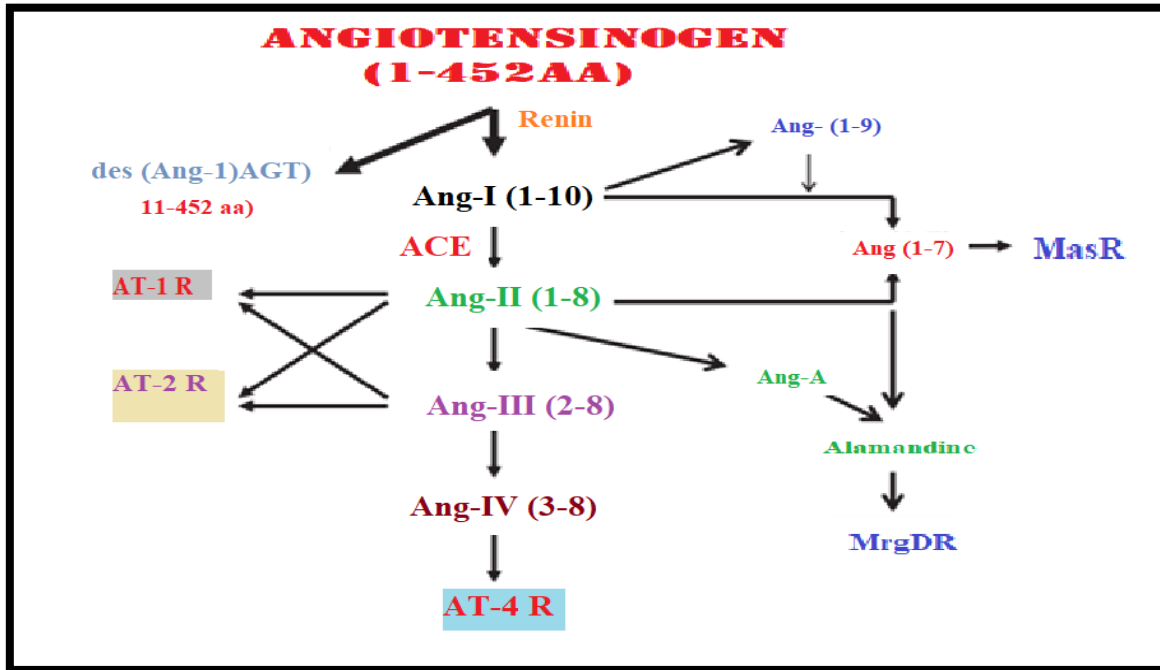 ANGIOTENSINOGEN
(1-452AA)
Renin
Ang- (1-9)
des (Ang-1)AGT)
11-452 aa)
Ang-I (1-10)
ACE
Ang (1-7)
MasR
AT-1 R
Ang-II (1-8)
AT-2 R
Ang-A
Ang-III (2-8)
Alamandine
Ang-IV (3-8)
MrgDR
AT-4 R